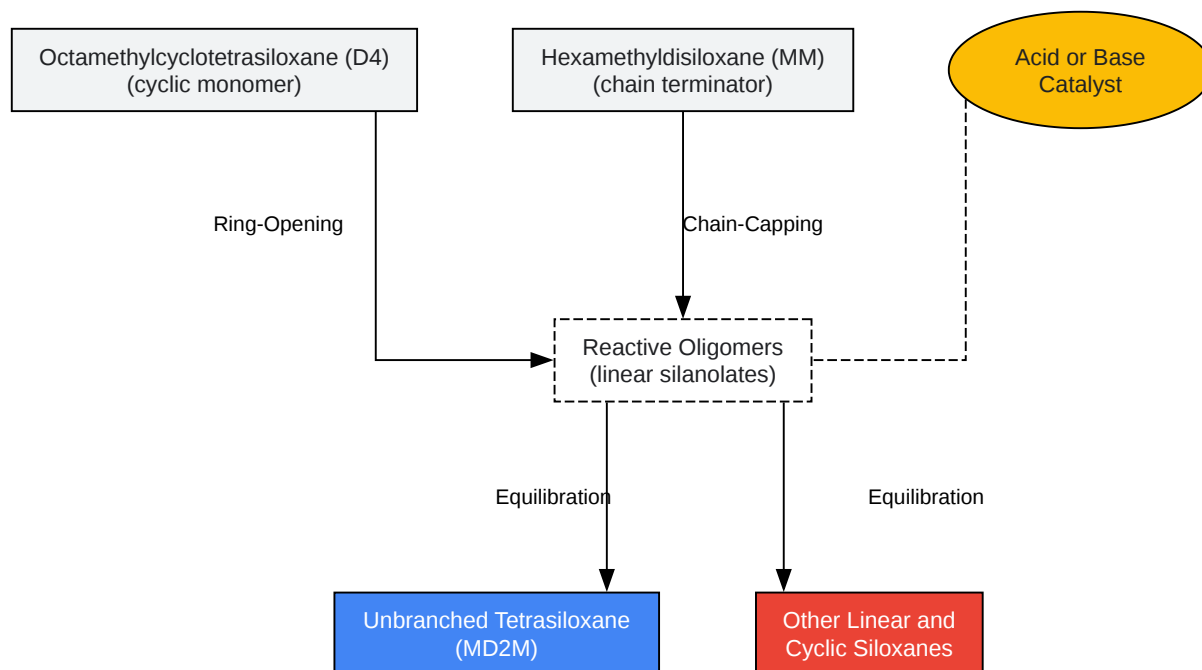 Octamethylcyclotetrasiloxane (D4)
(cyclic monomer)
Hexamethyldisiloxane (MM)
(chain terminator)
Acid or Base
Catalyst
Ring-Opening
Chain-Capping
Reactive Oligomers
(linear silanolates)
Equilibration
Equilibration
Unbranched Tetrasiloxane
(MD2M)
Other Linear and
Cyclic Siloxanes